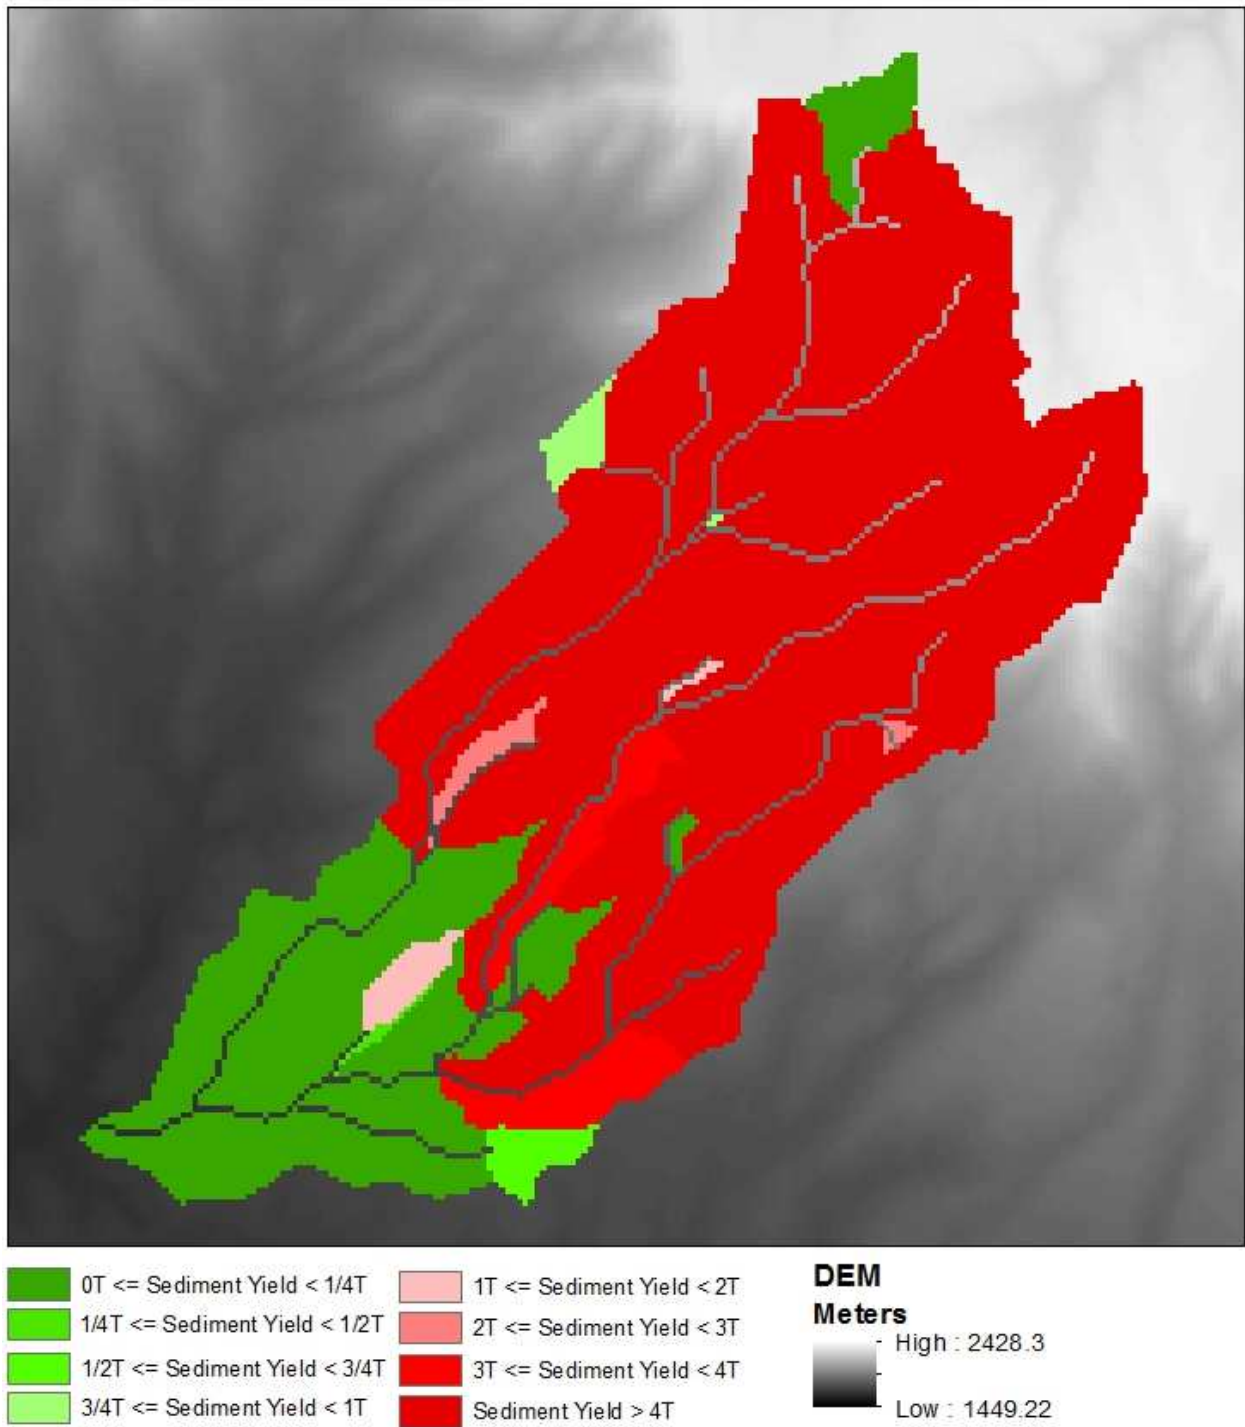 0T <= Sediment Yield < 1/4T
1/4T <= Sediment Yield < 1/2T
1/2T <= Sediment Yield < 3/4T
3/4T <= Sediment Yield < 1T
1T <= Sediment Yield < 2T
2T <= Sediment Yield < 3T
3T <= Sediment Yield < 4T
Sediment Yield > 4T
DEM
Meters
High : 2428.3
Low : 1449.22